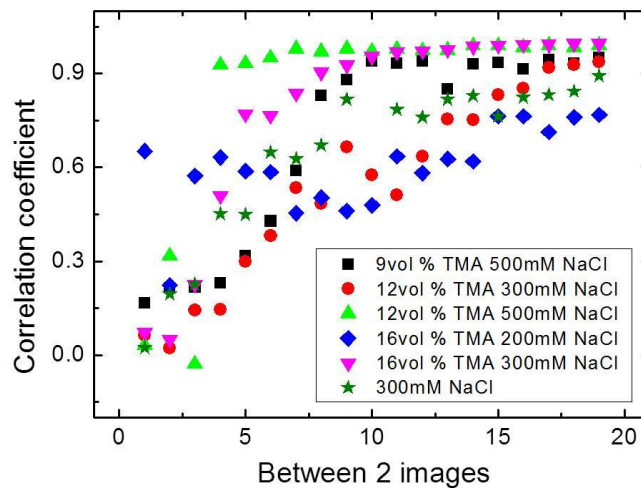 Correlation coefficient
0.9
0.6
0.3
0.0
9vol % TMA 500mM NaCl
12vol % TMA 300mM NaCl
12vol % TMA 500mM NaCl
16vol % TMA 200mM NaCl
16vol % TMA 300mM NaCl
300mM NaCl
0 5 10 15 20
Between 2 images